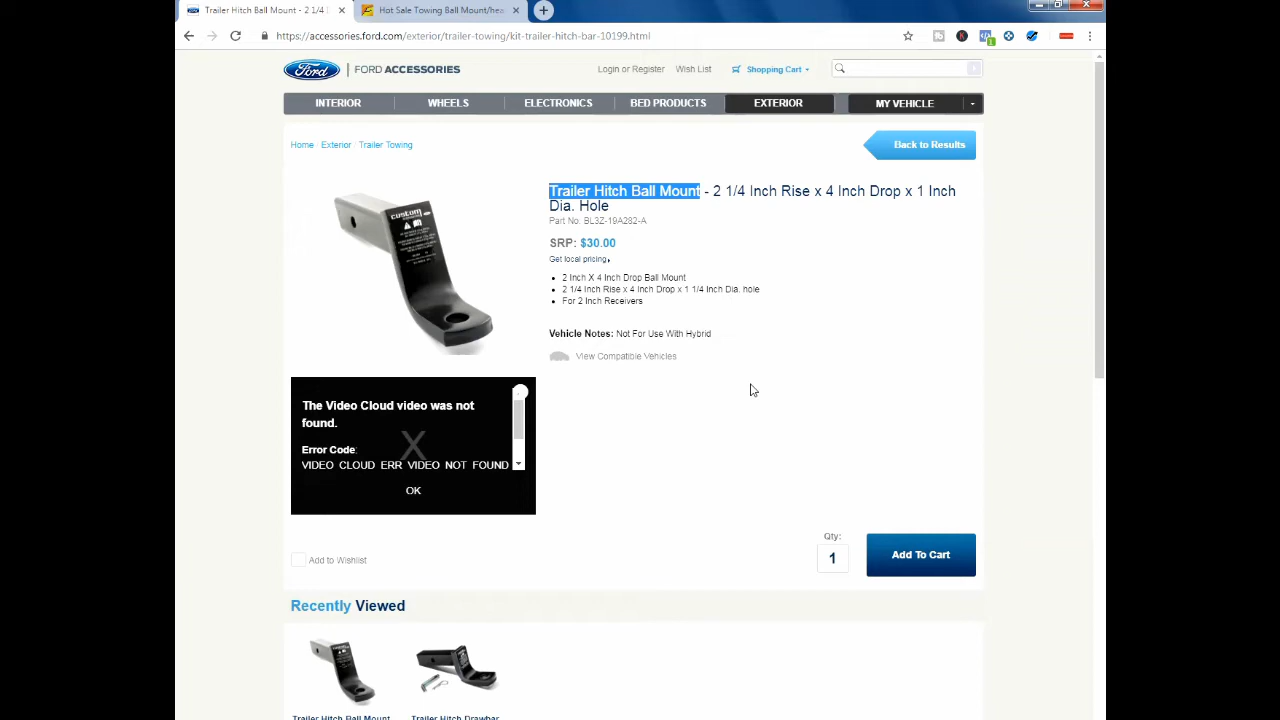 Trailer Hitch Ball Mount - 2 1/4 I
Hot Sale Towing Ball Mount/hea
https://accessories.ford.com/exterior/trailer-towing/kit-trailer-hitch-bar-10199.html
Ford FORD ACCESSORIES
Login or Register Wish List Shopping Cart
INTERIOR WHEELS ELECTRONICS BED PRODUCTS EXTERIOR MY VEHICLE
Home Exterior Trailer Towing
Back to Results
Trailer Hitch Ball Mount - 2 1/4 Inch Rise x 4 Inch Drop x 1 Inch
Dia. Hole
Part No. BL3Z-19A282-A
SRP: $30.00
Get local pricing
2 Inch X 4 Inch Drop Ball Mount
2 1/4 Inch Rise x 4 Inch Drop x 1 1/4 Inch Dia. hole
For 2 Inch Receivers
Vehicle Notes: Not For Use With Hybrid
View Compatible Vehicles
custom
The Video Cloud video was not
found.
X
Error Code:
VIDEO CLOUD ERR VIDEO NOT FOUND
OK
Add to Wishlist
Qty:
1
Add To Cart
Recently Viewed
Trailer Hitch Ball Mount
Trailer Hitch Drawbar